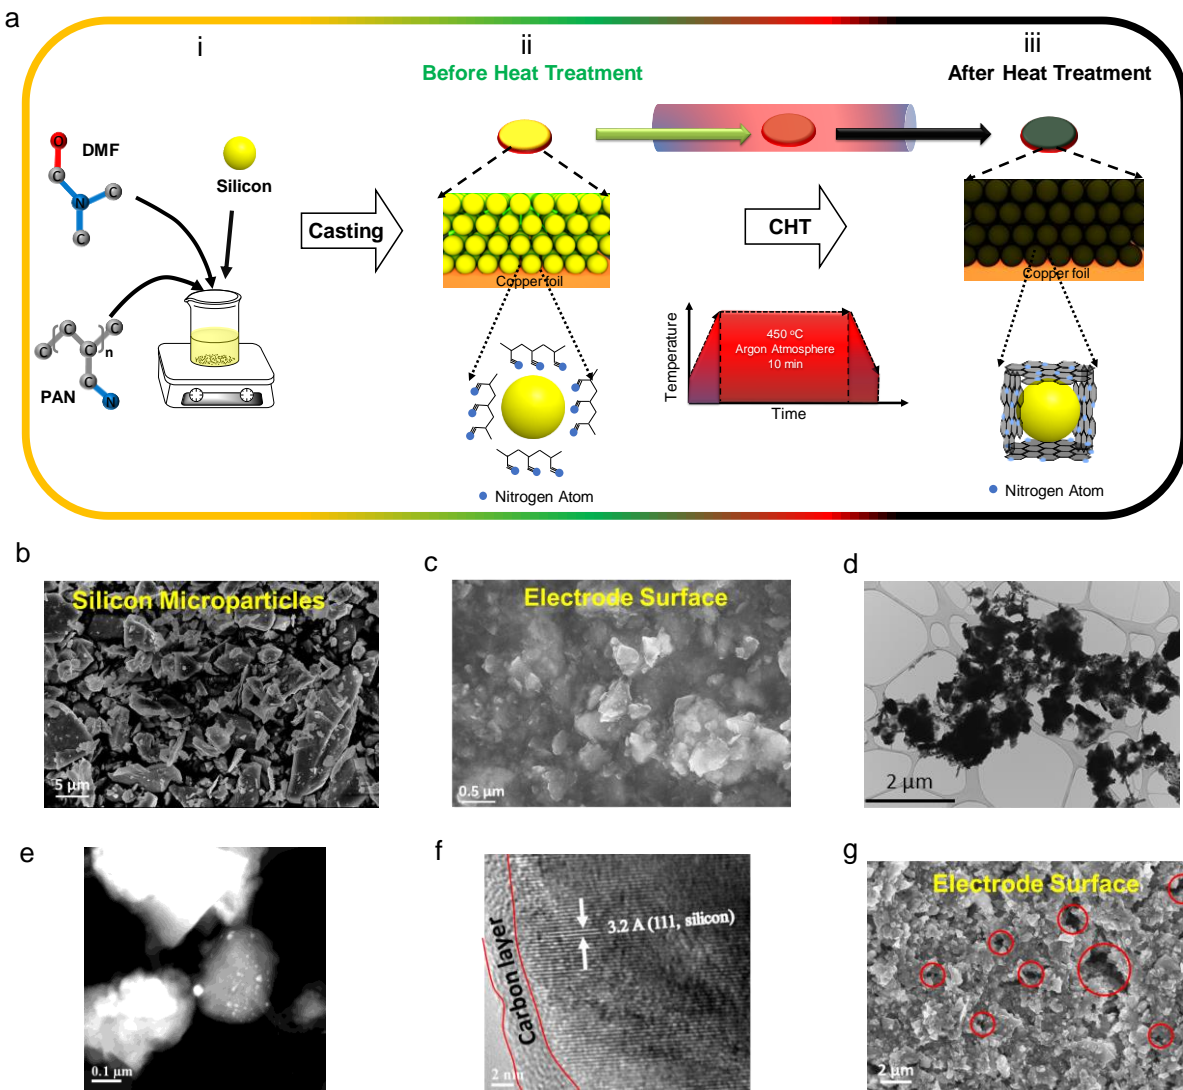 a
i
ii
iii
Before Heat Treatment
After Heat Treatment
O
DMF
C
N
C
C
Silicon
Casting
CHT
Copper foil
Copper foil
C
C
C
C
n
C
N
PAN
Temperature
450 °C
Argon Atmosphere
10 min
Time
Nitrogen Atom
Nitrogen Atom
b
c
d
Silicon Microparticles
5 µm
Electrode Surface
0.5 µm
2 µm
e
f
g
0.1 µm
Carbon layer
3.2 A (111, silicon)
2 nm
Electrode Surface
2 µm